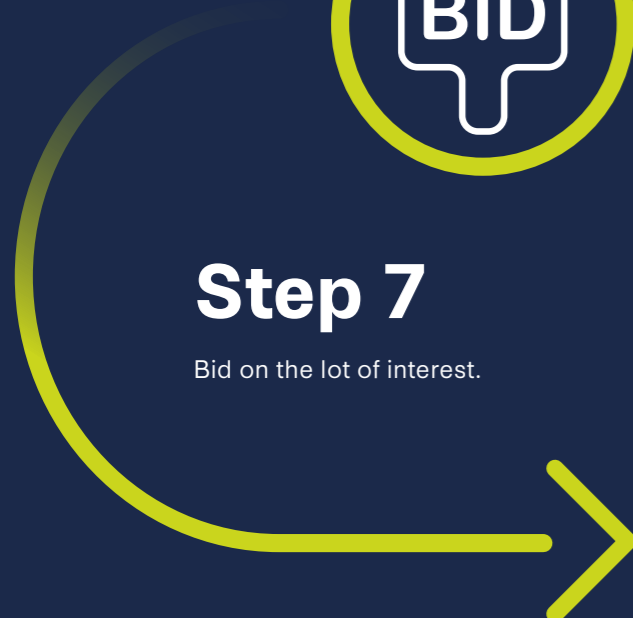 BID
Step 7
Bid on the lot of interest.